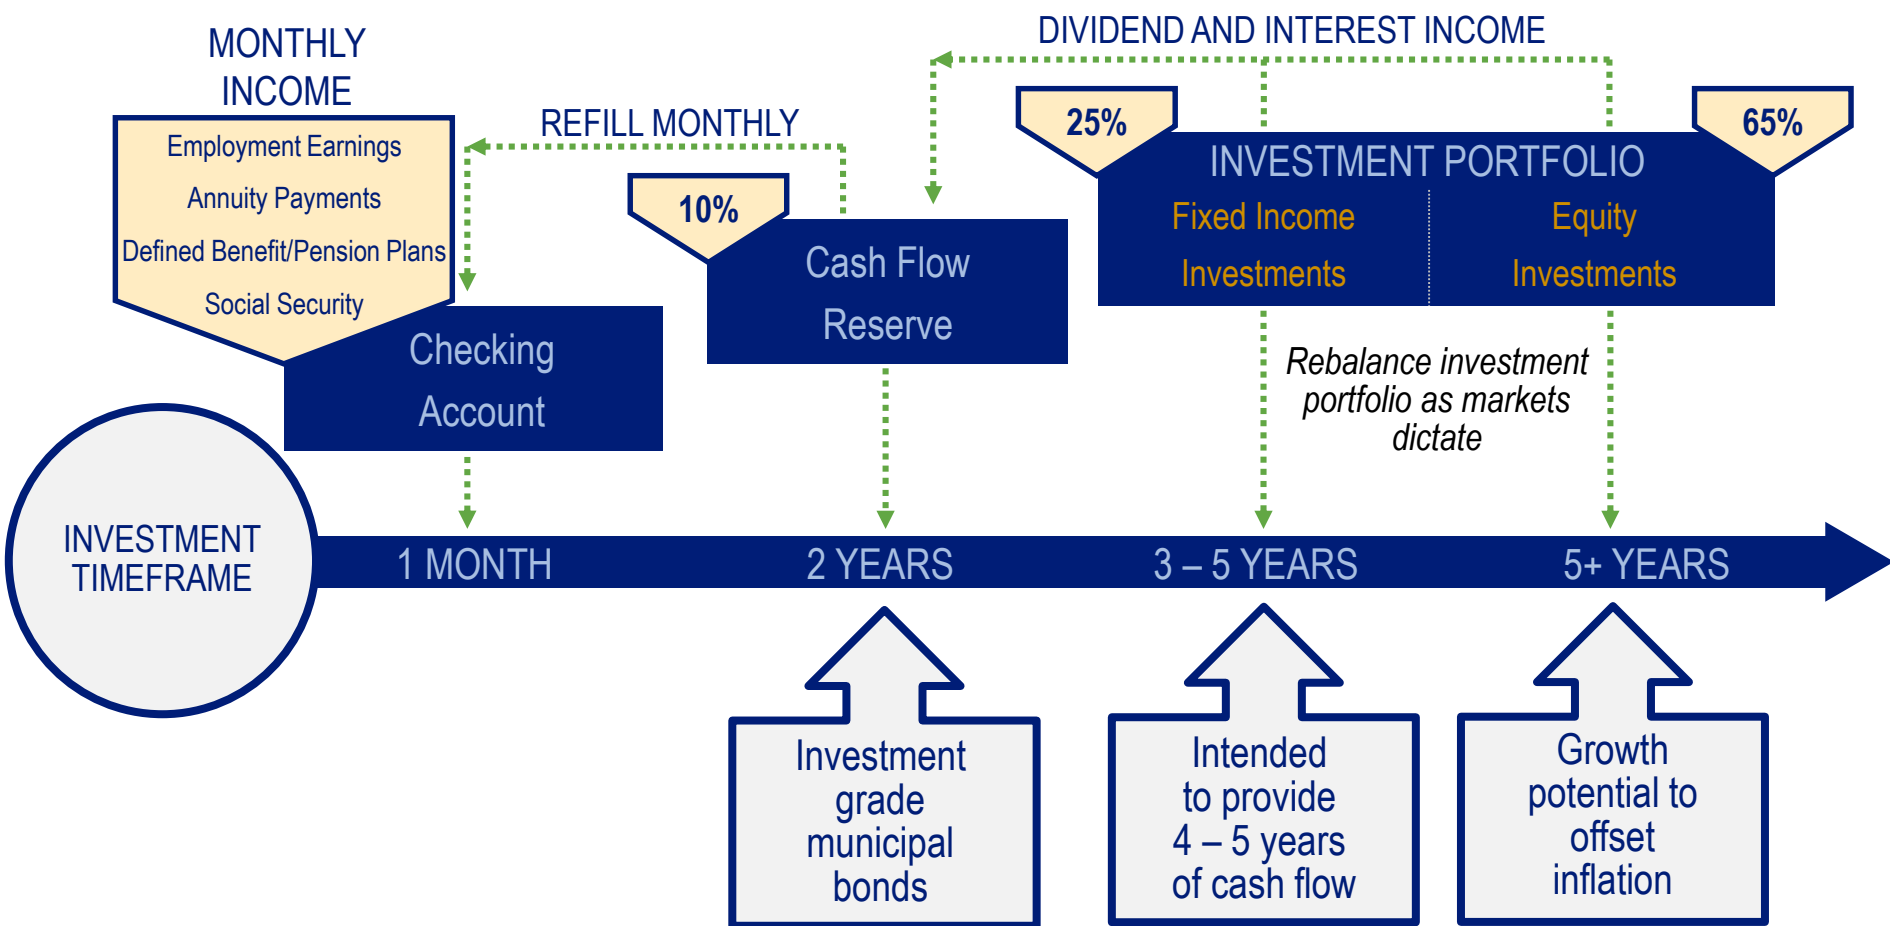 MONTHLY
INCOME
Employment Earnings
Annuity Payments
Defined Benefit/Pension Plans
Social Security
Checking
Account
REFILL MONTHLY
10%
Cash Flow
Reserve
DIVIDEND AND INTEREST INCOME
25%
65%
INVESTMENT PORTFOLIO
Fixed Income
Investments
Equity
Investments
Rebalance investment
portfolio as markets
dictate
INVESTMENT
TIMEFRAME
1 MONTH
2 YEARS
3 – 5 YEARS
5+ YEARS
Investment
grade
municipal
bonds
Intended
to provide
4 – 5 years
of cash flow
Growth
potential to
offset
inflation